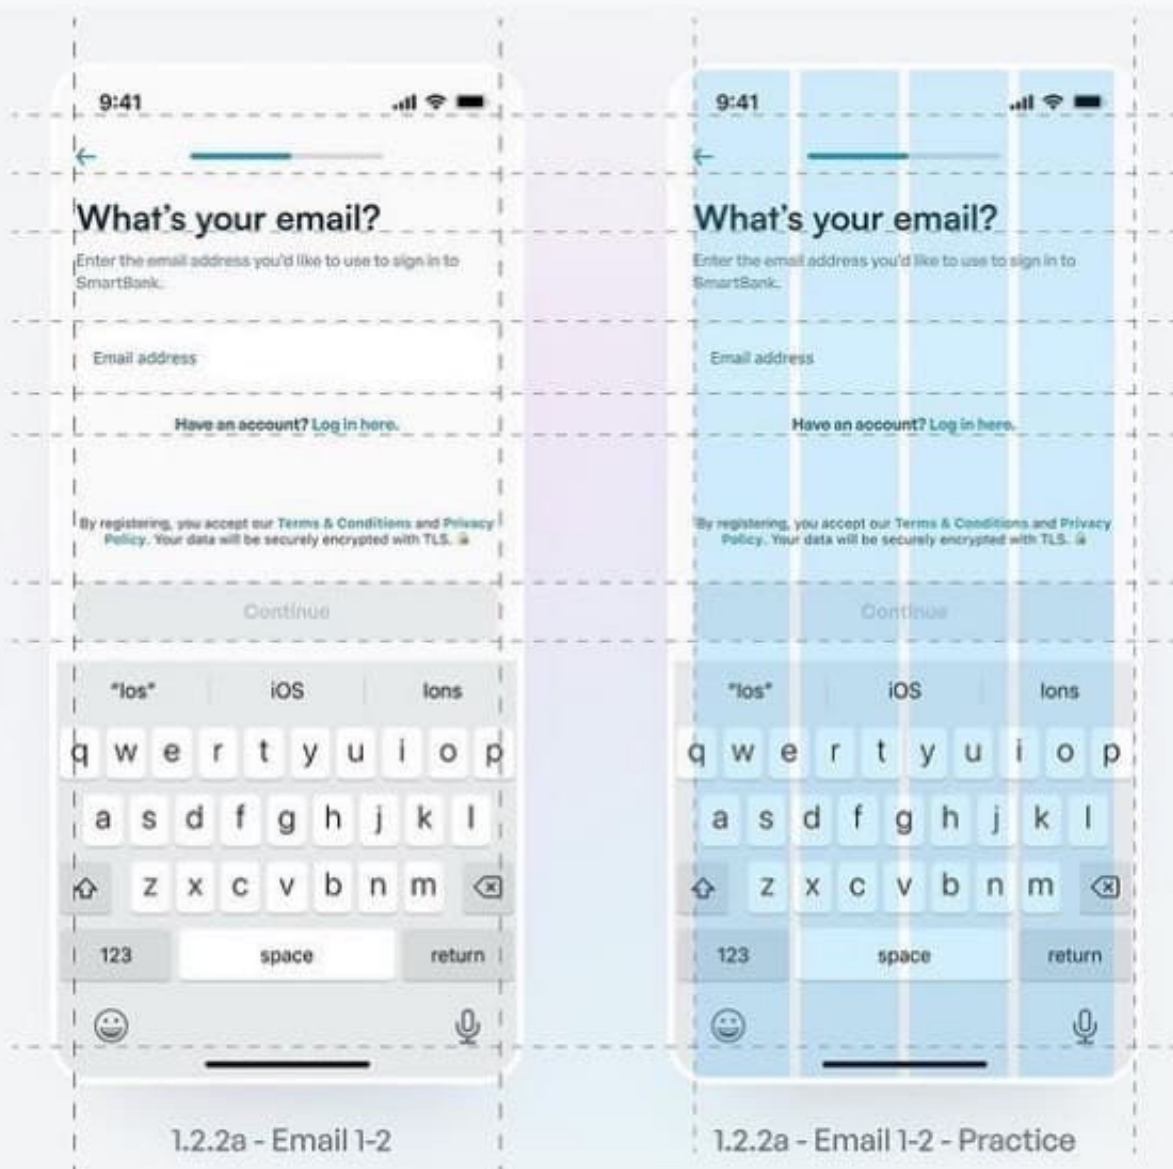 9:41
What's your email?
Enter the email address you'd like to use to sign in to
SmartBank.
Email address
Have an account? Log in here.
By registering, you accept our Terms & Conditions and Privacy
Policy. Your data will be securely encrypted with TLS.
Continue
"Ios" iOS Ions
q w e r t y u i o p
a s d f g h j k l
z x c v b n m
123 space return
1.2.2a - Email 1-2
9:41
What's your email?
Enter the email address you'd like to use to sign in to
SmartBank.
Email address
Have an account? Log in here.
By registering, you accept our Terms & Conditions and Privacy
Policy. Your data will be securely encrypted with TLS.
Continue
"Ios" iOS Ions
q w e r t y u i o p
a s d f g h j k l
z x c v b n m
123 space return
1.2.2a - Email 1-2 - Practice